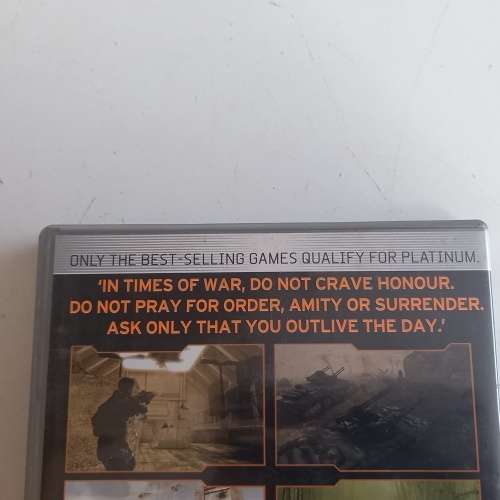 ONLY THE BEST-SELLING GAMES QUALIFY FOR PLATINUM.
'IN TIMES OF WAR, DO NOT CRAVE HONOUR.
DO NOT PRAY FOR ORDER, AMITY OR SURRENDER.
ASK ONLY THAT YOU OUTLIVE THE DAY.'